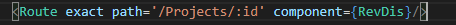 <Route exact path='/Projects/:id' component={RevDis}/>